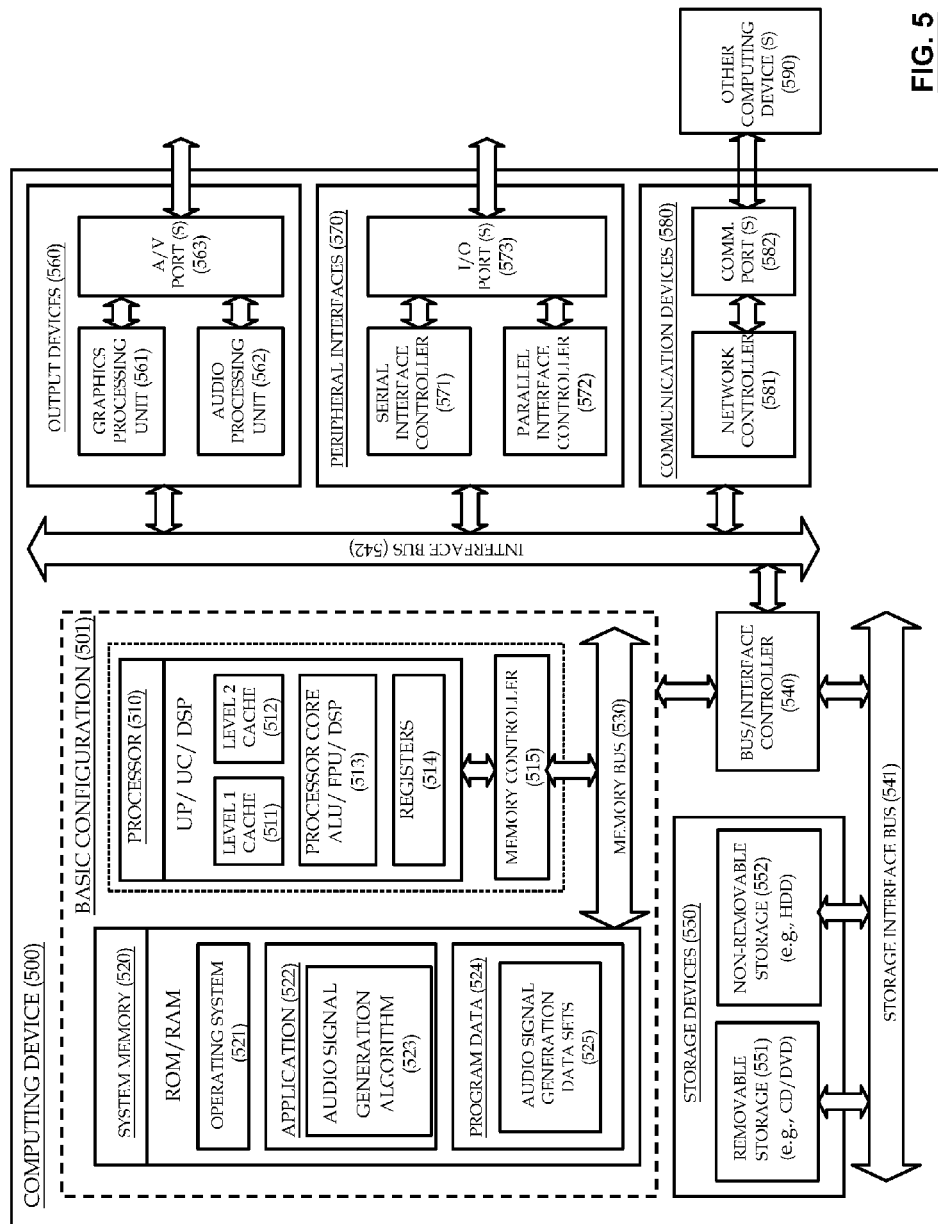 COMPUTING DEVICE (500)
BASIC CONFIGURATION (501)
SYSTEM MEMORY (520)
ROM/RAM
OPERATING SYSTEM
(521)
APPLICATION (522)
AUDIO SIGNAL
GENERATION
ALGORITHM
(523)
PROGRAM DATA (524)
AUDIO SIGNAL
GENERATION
DATA SETS
(525)
PROCESSOR (510)
UP/ UC/ DSP
LEVEL 1
CACHE
(511)
LEVEL 2
CACHE
(512)
PROCESSOR CORE
ALU/ FPU/ DSP
(513)
REGISTERS
(514)
MEMORY CONTROLLER
(515)
MEMORY BUS (530)
STORAGE DEVICES (550)
REMOVABLE
STORAGE (551)
(e.g., CD/DVD)
NON-REMOVABLE
STORAGE (552)
(e.g., HDD)
BUS/INTERFACE
CONTROLLER
(540)
STORAGE INTERFACE BUS (541)
INTERFACE BUS (542)
OUTPUT DEVICES (560)
GRAPHICS
PROCESSING
UNIT (561)
AUDIO
PROCESSING
UNIT (562)
A/V
PORT (S)
(563)
PERIPHERAL INTERFACES (570)
SERIAL
INTERFACE
CONTROLLER
(571)
PARALLEL
INTERFACE
CONTROLLER
(572)
I/O
PORT (S)
(573)
COMMUNICATION DEVICES (580)
NETWORK
CONTROLLER
(581)
COMM.
PORT (S)
(582)
OTHER
COMPUTING
DEVICE (S)
(590)
FIG. 5